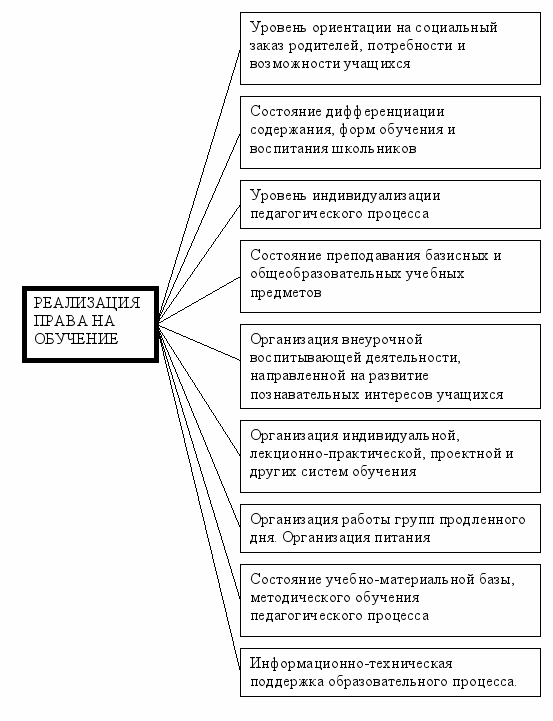 Уровень ориентации на социальный
заказ родителей, потребности и
возможности учащихся
Состояние дифференциации
содержания, форм обучения и
воспитания школьников
Уровень индивидуализации
педагогического процесса
Состояние преподавания базисных и
общеобразовательных учебных
предметов
РЕАЛИЗАЦИЯ
ПРАВА НА
ОБУЧЕНИЕ
Организация внеурочной
воспитывающей деятельности,
направленной на развитие
познавательных интересов учащихся
Организация индивидуальной,
лекционно-практической, проектной и
других систем обучения
Организация работы групп продленного
дня. Организация питания
Состояние учебно-материальной базы,
методического обучения
педагогического процесса
Информационно-техническая
поддержка образовательного процесса.